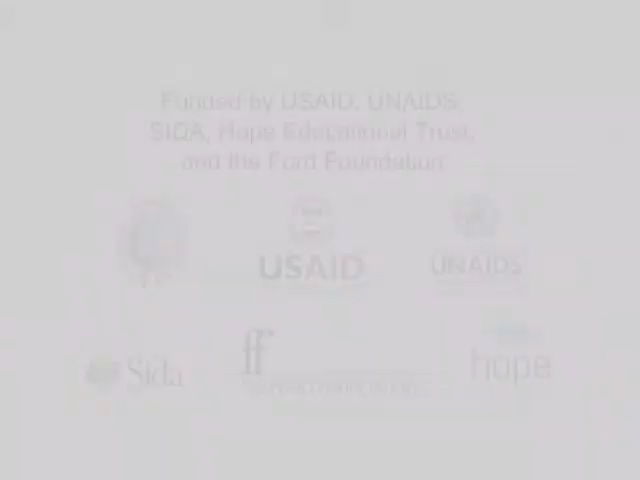 Funded by USAID, UNAIDS,
SIDA, Hope Educational Trust,
and the Ford Foundation
USAID
UNAIDS
Sida
ff
hope